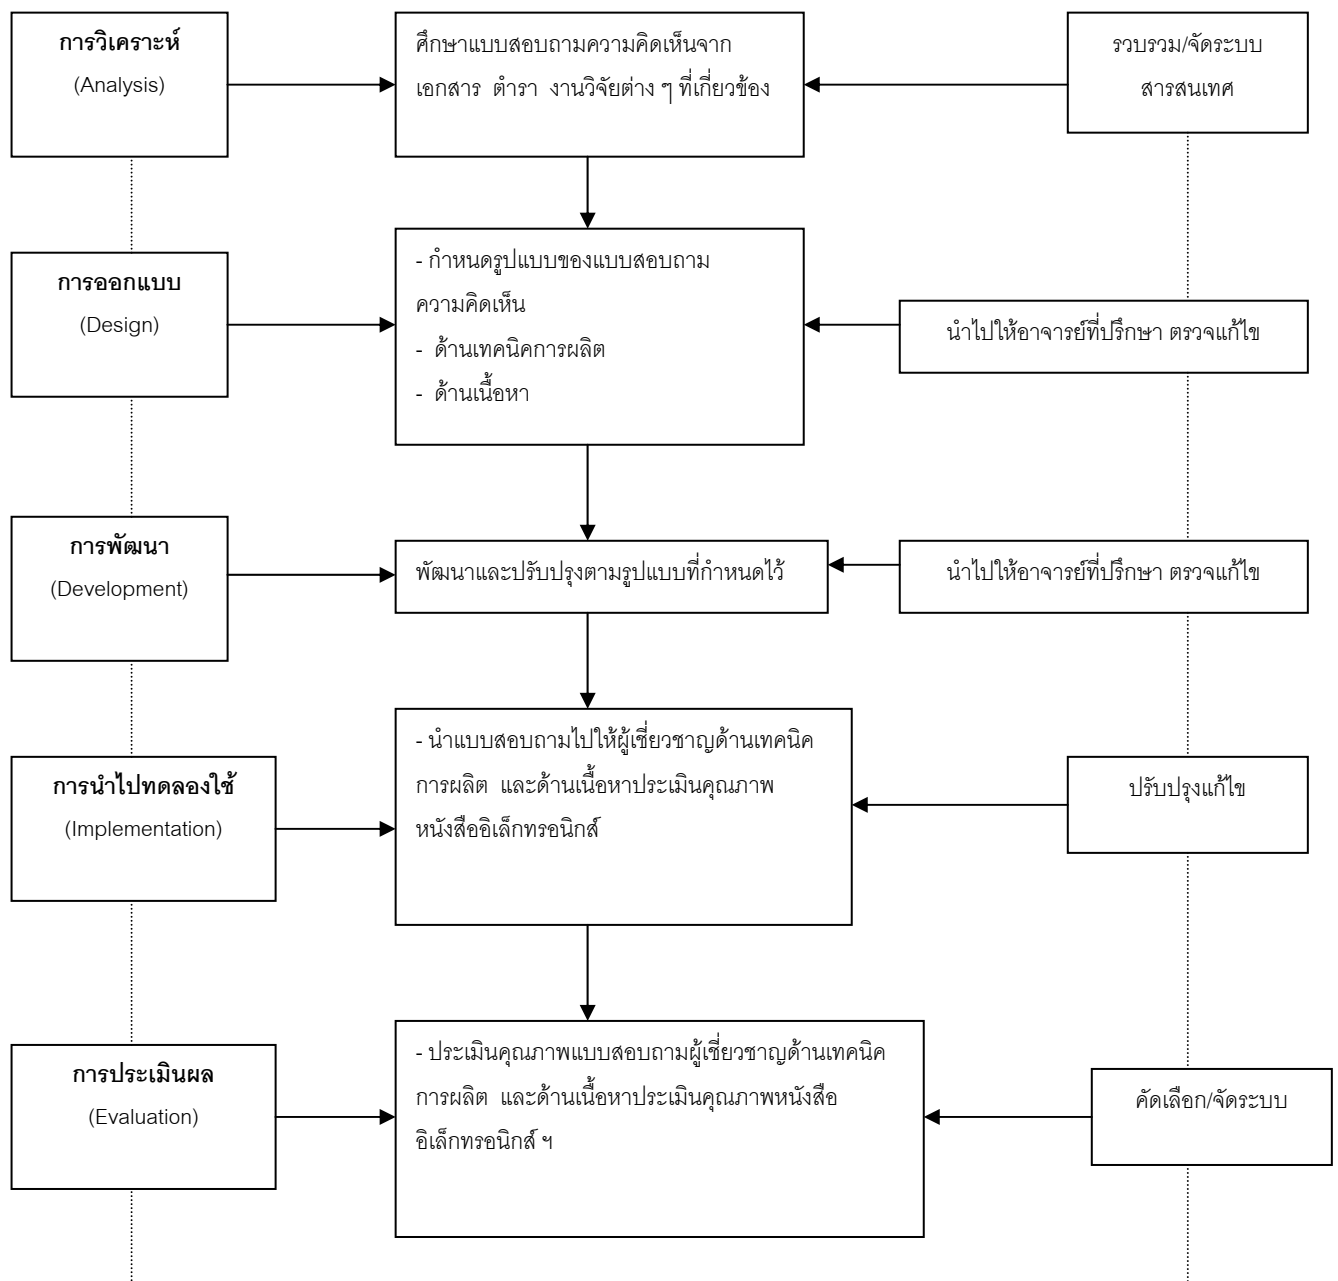 การวิเคราะห์
(Analysis)
ศึกษาแบบสอบถามความคิดเห็นจาก
เอกสาร ตำรา งานวิจัยต่าง ๆ ที่เกี่ยวข้อง
รวบรวม/จัดระบบ
สารสนเทศ
การออกแบบ
(Design)
- กำหนดรูปแบบของแบบสอบถาม
ความคิดเห็น
- ด้านเทคนิคการผลิต
- ด้านเนื้อหา
นำไปให้อาจารย์ที่ปรึกษา ตรวจแก้ไข
การพัฒนา
(Development)
พัฒนาและปรับปรุงตามรูปแบบที่กำหนดไว้
นำไปให้อาจารย์ที่ปรึกษา ตรวจแก้ไข
การนำไปทดลองใช้
(Implementation)
- นำแบบสอบถามไปให้ผู้เชี่ยวชาญด้านเทคนิค
การผลิต และด้านเนื้อหาประเมินคุณภาพ
หนังสืออิเล็กทรอนิกส์
ปรับปรุงแก้ไข
การประเมินผล
(Evaluation)
- ประเมินคุณภาพแบบสอบถามผู้เชี่ยวชาญด้านเทคนิค
การผลิต และด้านเนื้อหาประเมินคุณภาพหนังสือ
อิเล็กทรอนิกส์ ฯ
คัดเลือก/จัดระบบ